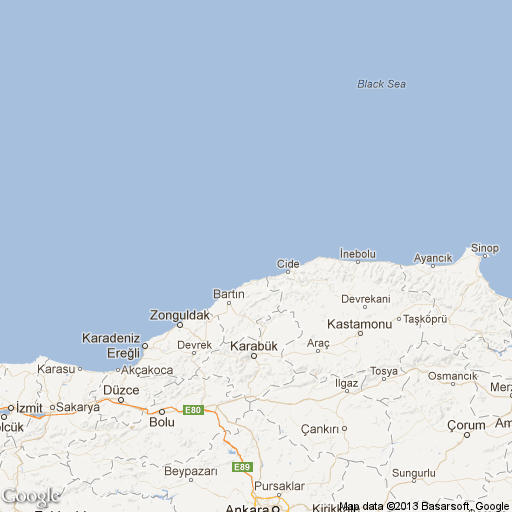 Black Sea
Sinop
İnebolu
Ayancık
Cide
Bartın
Devrekani
Zonguldak
Taşköprü
Kastamonu
Karadeniz
Ereğli
Devrek
Karabük
Araç
Karasu
Akçakoca
Tosya
Ilgaz
Osmancık
Merz
Düzce
İzmit
Sakarya
Bolu
E80
ölcük
Çankırı
Çorum
Am
E89
Beypazarı
Sungurlu
Pursaklar
Google
Ankara
Kırıkkale
Map data ©2013 Basarsoft, Google